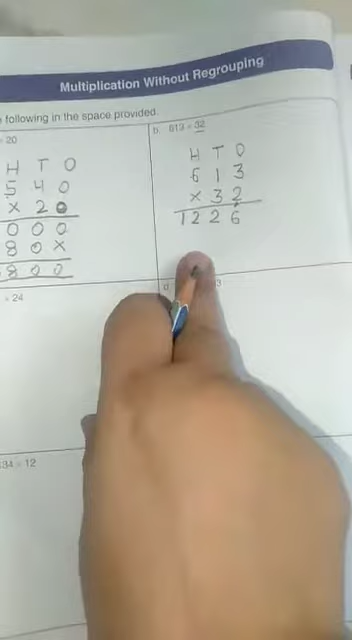 Multiplication Without Regrouping
following in the space provided.
× 20
H T O
5 4 0
× 2 0
0 0 0
8 0 ×
8 0 0
b. 613 × 32
H T O
6 1 3
× 3 2
1 2 2 6
× 24
d.
3
34 × 12